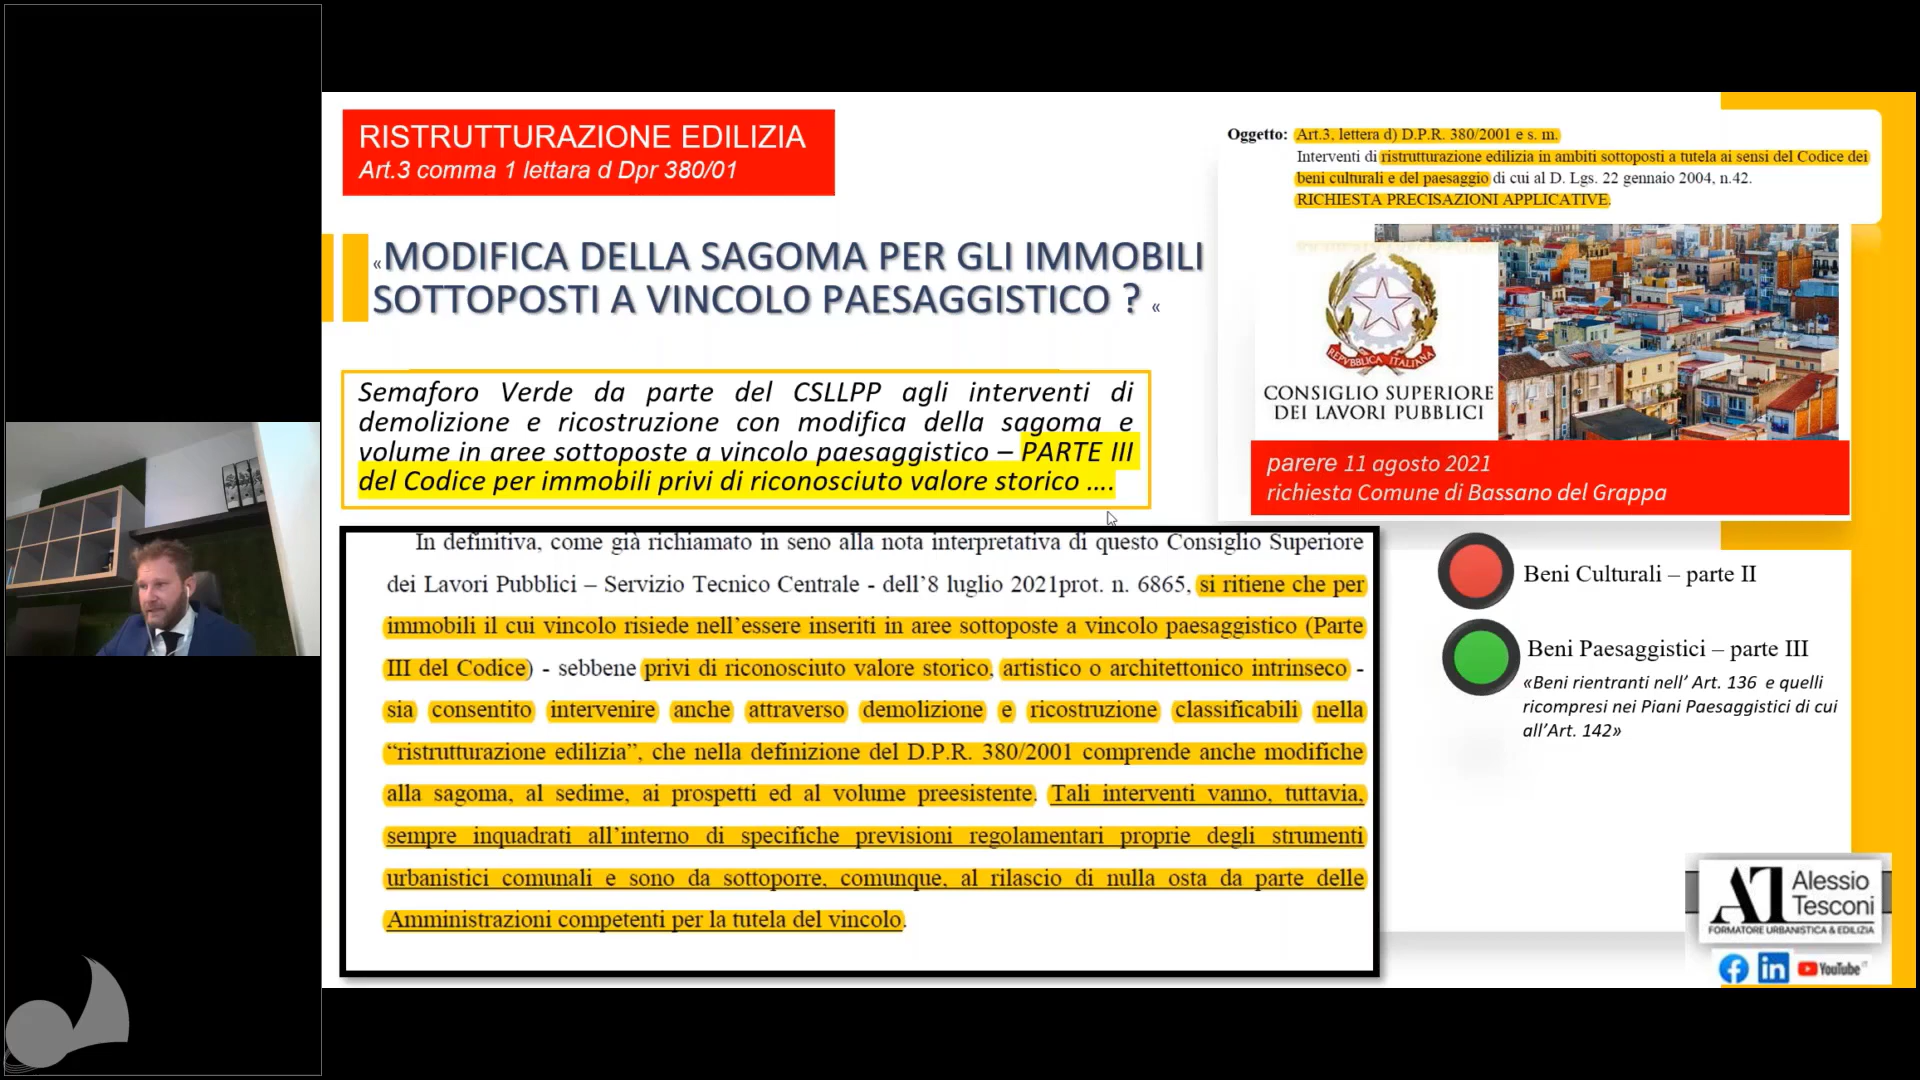 RISTRUTTURAZIONE EDILIZIA
Art.3 comma 1 lettara d Dpr 380/01
«MODIFICA DELLA SAGOMA PER GLI IMMOBILI
SOTTOPOSTI A VINCOLO PAESAGGISTICO ? «
Semaforo Verde da parte del CSLLPP agli interventi di
demolizione e ricostruzione con modifica della sagoma e
volume in aree sottoposte a vincolo paesaggistico – PARTE III
del Codice per immobili privi di riconosciuto valore storico ....
In definitiva, come già richiamato in seno alla nota interpretativa di questo Consiglio Superiore
dei Lavori Pubblici – Servizio Tecnico Centrale - dell’8 luglio 2021prot. n. 6865, si ritiene che per
immobili il cui vincolo risiede nell’essere inseriti in aree sottoposte a vincolo paesaggistico (Parte
III del Codice) - sebbene privi di riconosciuto valore storico, artistico o architettonico intrinseco -
sia consentito intervenire anche attraverso demolizione e ricostruzione classificabili nella
“ristrutturazione edilizia”, che nella definizione del D.P.R. 380/2001 comprende anche modifiche
alla sagoma, al sedime, ai prospetti ed al volume preesistente. Tali interventi vanno, tuttavia,
sempre inquadrati all’interno di specifiche previsioni regolamentari proprie degli strumenti
urbanistici comunali e sono da sottoporre, comunque, al rilascio di nulla osta da parte delle
Amministrazioni competenti per la tutela del vincolo.
Oggetto: Art.3, lettera d) D.P.R. 380/2001 e s. m.
Interventi di ristrutturazione edilizia in ambiti sottoposti a tutela ai sensi del Codice dei
beni culturali e del paesaggio di cui al D. Lgs. 22 gennaio 2004, n.42.
RICHIESTA PRECISAZIONI APPLICATIVE.
REPVBBLICA ITALIANA
CONSIGLIO SUPERIORE
DEI LAVORI PUBBLICI
parere 11 agosto 2021
richiesta Comune di Bassano del Grappa
Beni Culturali – parte II
Beni Paesaggistici – parte III
«Beni rientranti nell’ Art. 136 e quelli
ricompresi nei Piani Paesaggistici di cui
all’Art. 142»
AT
Alessio
Tesconi
FORMATORE URBANISTICA & EDILIZIA
f
in
YouTube